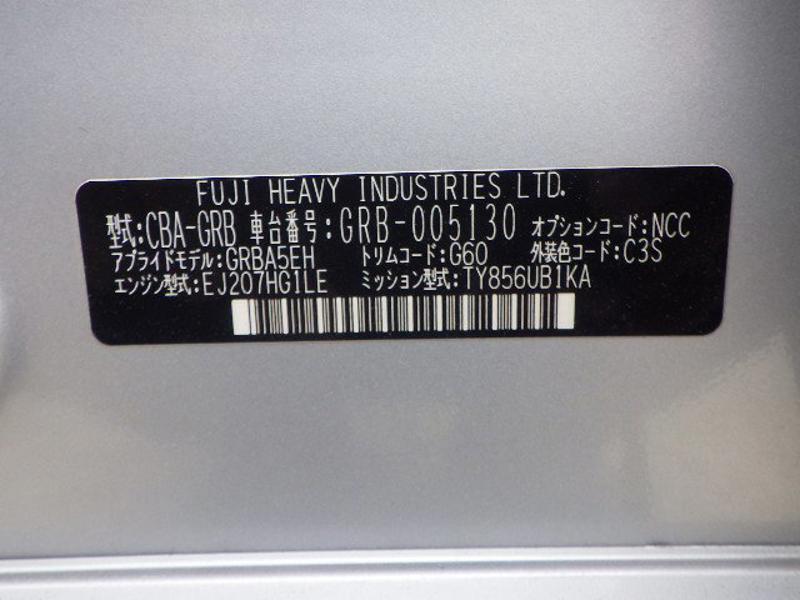 FUJI HEAVY INDUSTRIES LTD.
型式:CBA-GRB 車台番号:GRB-005130 オプションコード:NCC
アプライドモデル:GRBA5EH トリムコード:G60 外装色コード:C3S
エンジン型式:EJ207HG1LE ミッション型式:TY856UB1KA